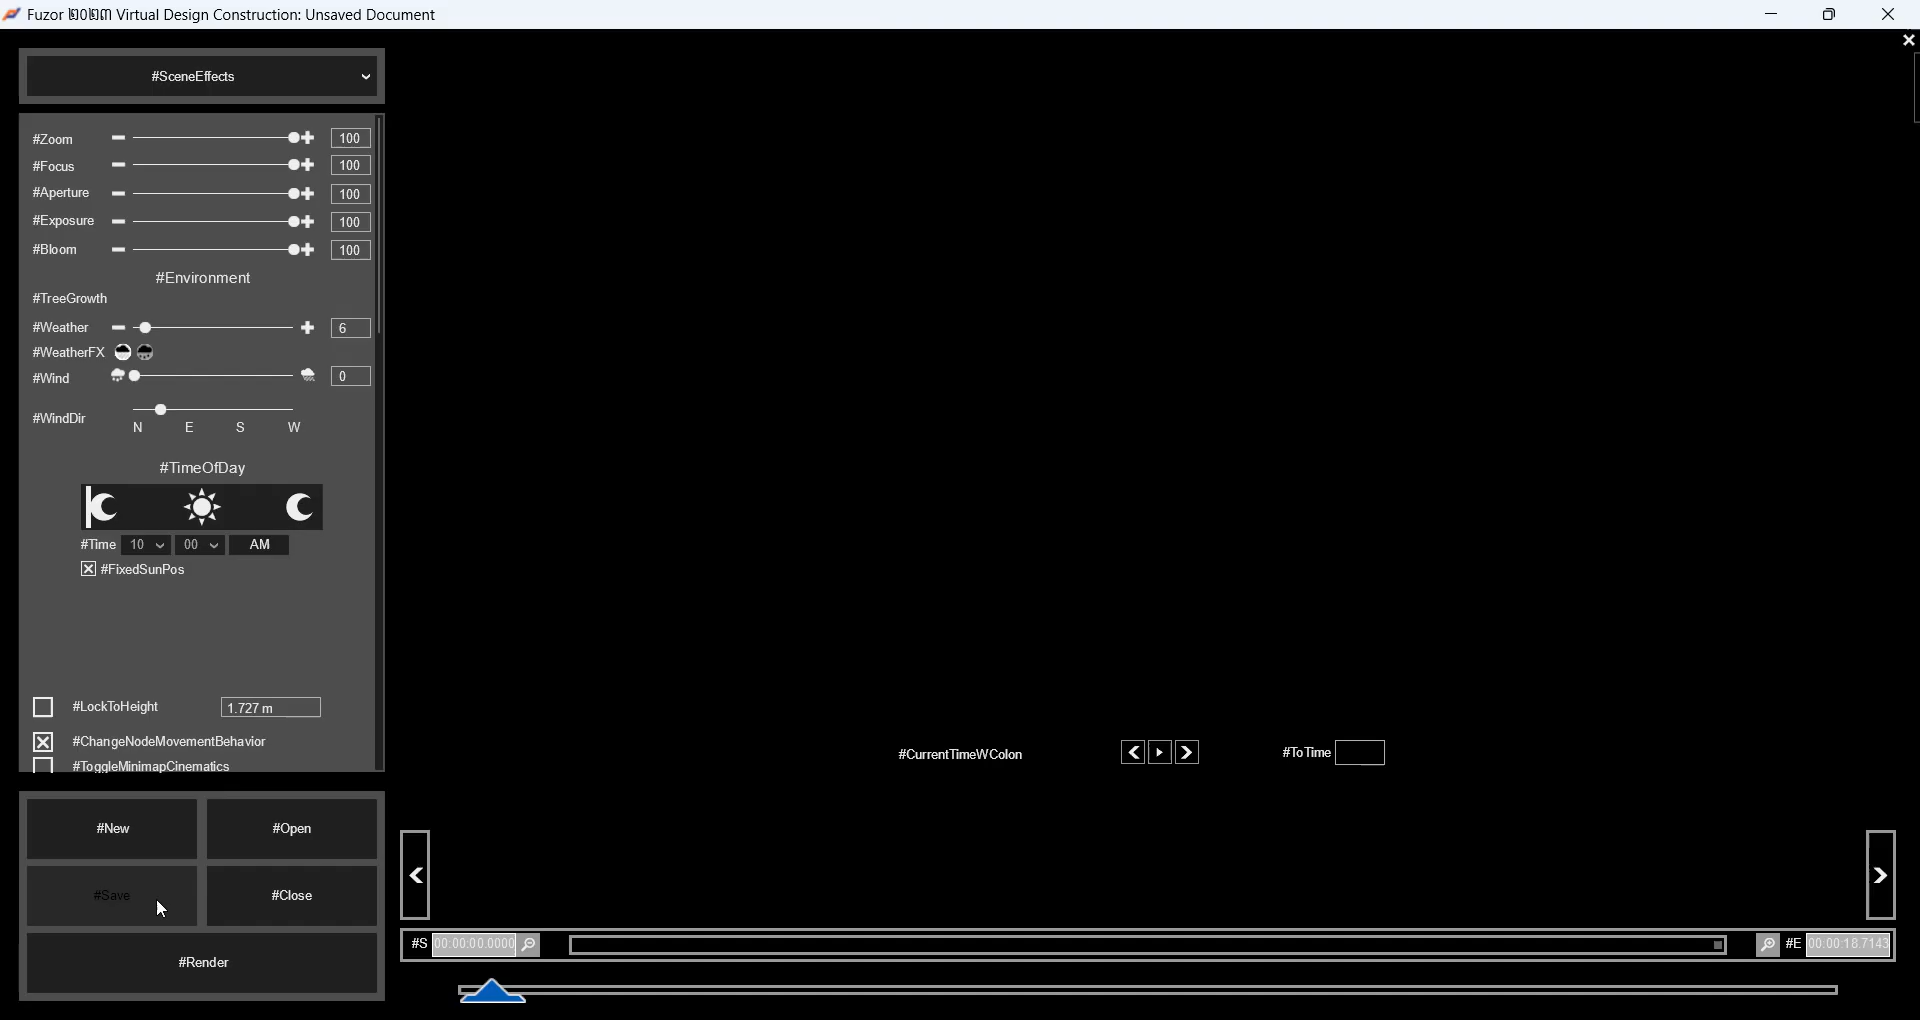 Fuzor Virtual Design Construction: Unsaved Document
#SceneEffects
#Zoom 100
#Focus 100
#Aperture 100
#Exposure 100
#Bloom 100
#Environment
#TreeGrowth
#Weather 6
#WeatherFX
#Wind 0
#WindDir
N E S W
#TimeOfDay
#Time 10 00 AM
#FixedSunPos
#LockToHeight 1.727 m
#ChangeNodeMovementBehavior
#ToggleMinimapCinematics
#CurrentTimeWColon
#ToTime
#New
#Open
#Save
#Close
#Render
#S 00:00:00.0000
#E 00:00:18.7143